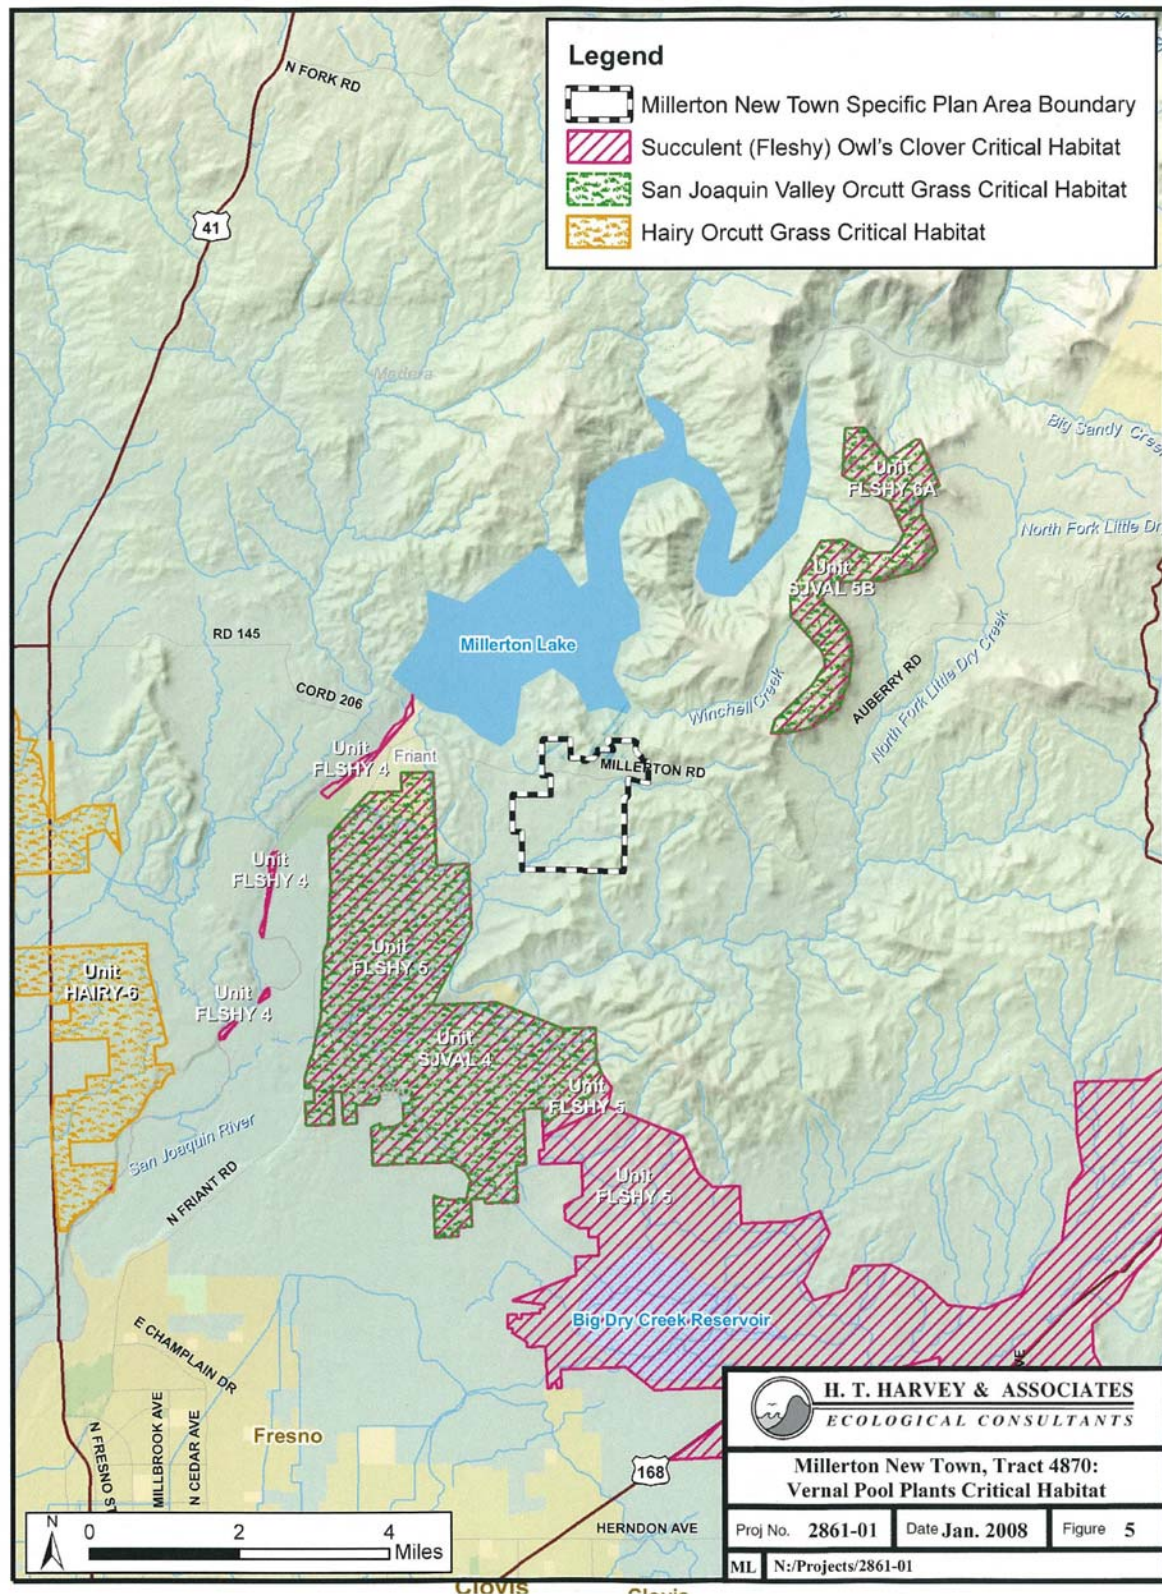 Legend
Millerton New Town Specific Plan Area Boundary
Succulent (Fleshy) Owl's Clover Critical Habitat
San Joaquin Valley Orcutt Grass Critical Habitat
Hairy Orcutt Grass Critical Habitat
N FORK RD
41
Madera
Big Sandy Creek
Unit
FLSHY 6A
North Fork Little Dr
Unit
SJVAL 5B
RD 145
Millerton Lake
North Fork Little Dry Creek
AUBERRY RD
Winchell Creek
CORD 206
Unit
FLSHY 4
Friant
MILLERTON RD
Unit
FLSHY 4
Unit
FLSHY 5
Unit
HAIRY-6
Unit
FLSHY 4
Unit
SJVAL 4
Unit
FLSHY 5
San Joaquin River
N FRIANT RD
Unit
FLSHY 5
Big Dry Creek Reservoir
E CHAMPLAIN DR
VE
N FRESNO ST
MILLBROOK AVE
N CEDAR AVE
Fresno
168
HERNDON AVE
N
0 2 4
Miles
Clovis
Clovis
H. T. HARVEY & ASSOCIATES
ECOLOGICAL CONSULTANTS
Millerton New Town, Tract 4870:
Vernal Pool Plants Critical Habitat
Proj No. 2861-01 Date Jan. 2008 Figure 5
ML N:/Projects/2861-01